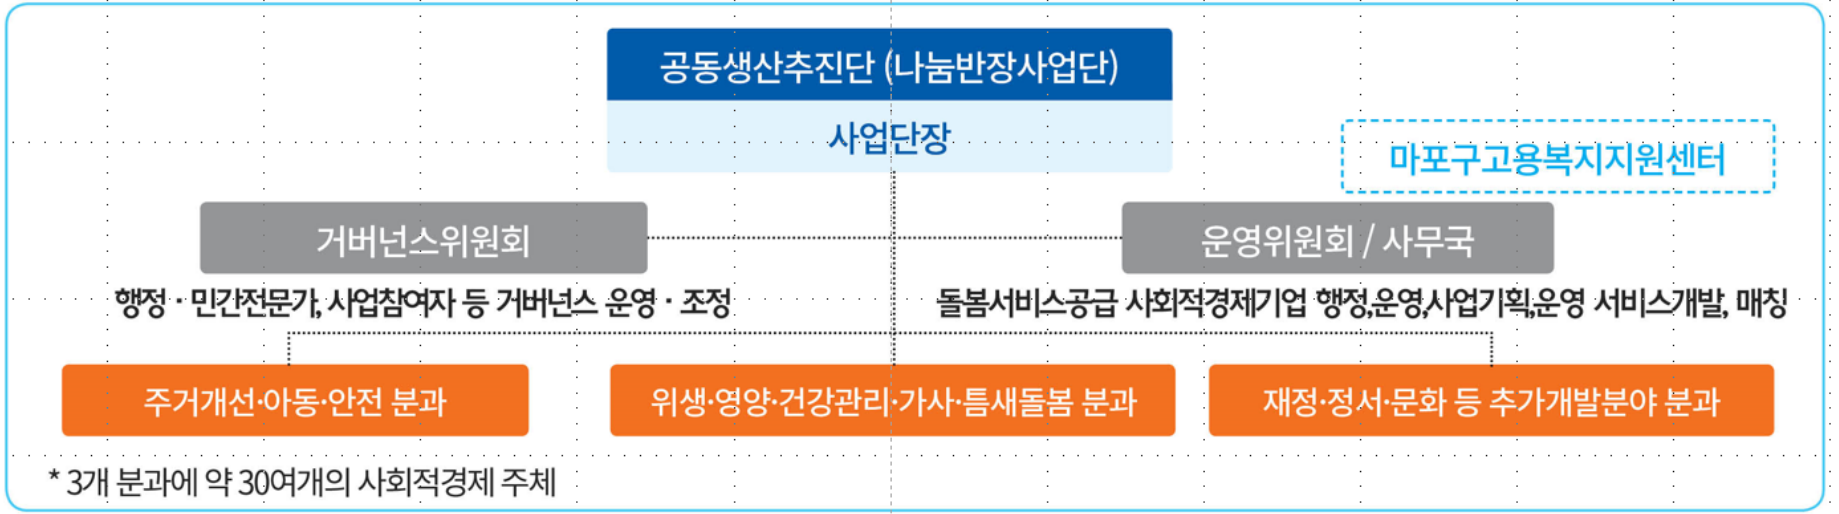 공동생산추진단 (나눔반장사업단)
사업단장
마포구고용복지지원센터
거버넌스위원회
운영위원회 / 사무국
행정 · 민간전문가, 사업참여자 등 거버넌스 운영 · 조정
돌봄서비스공급 사회적경제기업 행정,운영,사업기획,운영 서비스개발, 매칭
주거개선·아동·안전 분과
위생·영양·건강관리·가사·틈새돌봄 분과
재정·정서·문화 등 추가개발분야 분과
* 3개 분과에 약 30여개의 사회적경제 주체